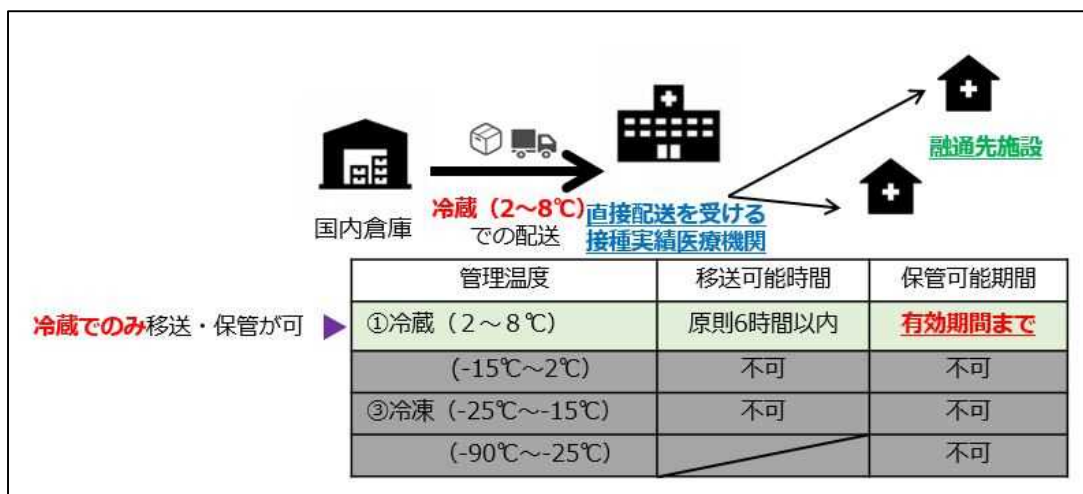 融通先施設
国内倉庫
冷蔵（2～8℃）
での配送
直接配送を受ける
接種実績医療機関
管理温度 移送可能時間 保管可能期間
冷蔵でのみ移送・保管が可
①冷蔵（2～8℃） 原則6時間以内 有効期間まで
(-15℃～2℃) 不可 不可
③冷凍（-25℃～-15℃） 不可 不可
(-90℃～-25℃) 不可